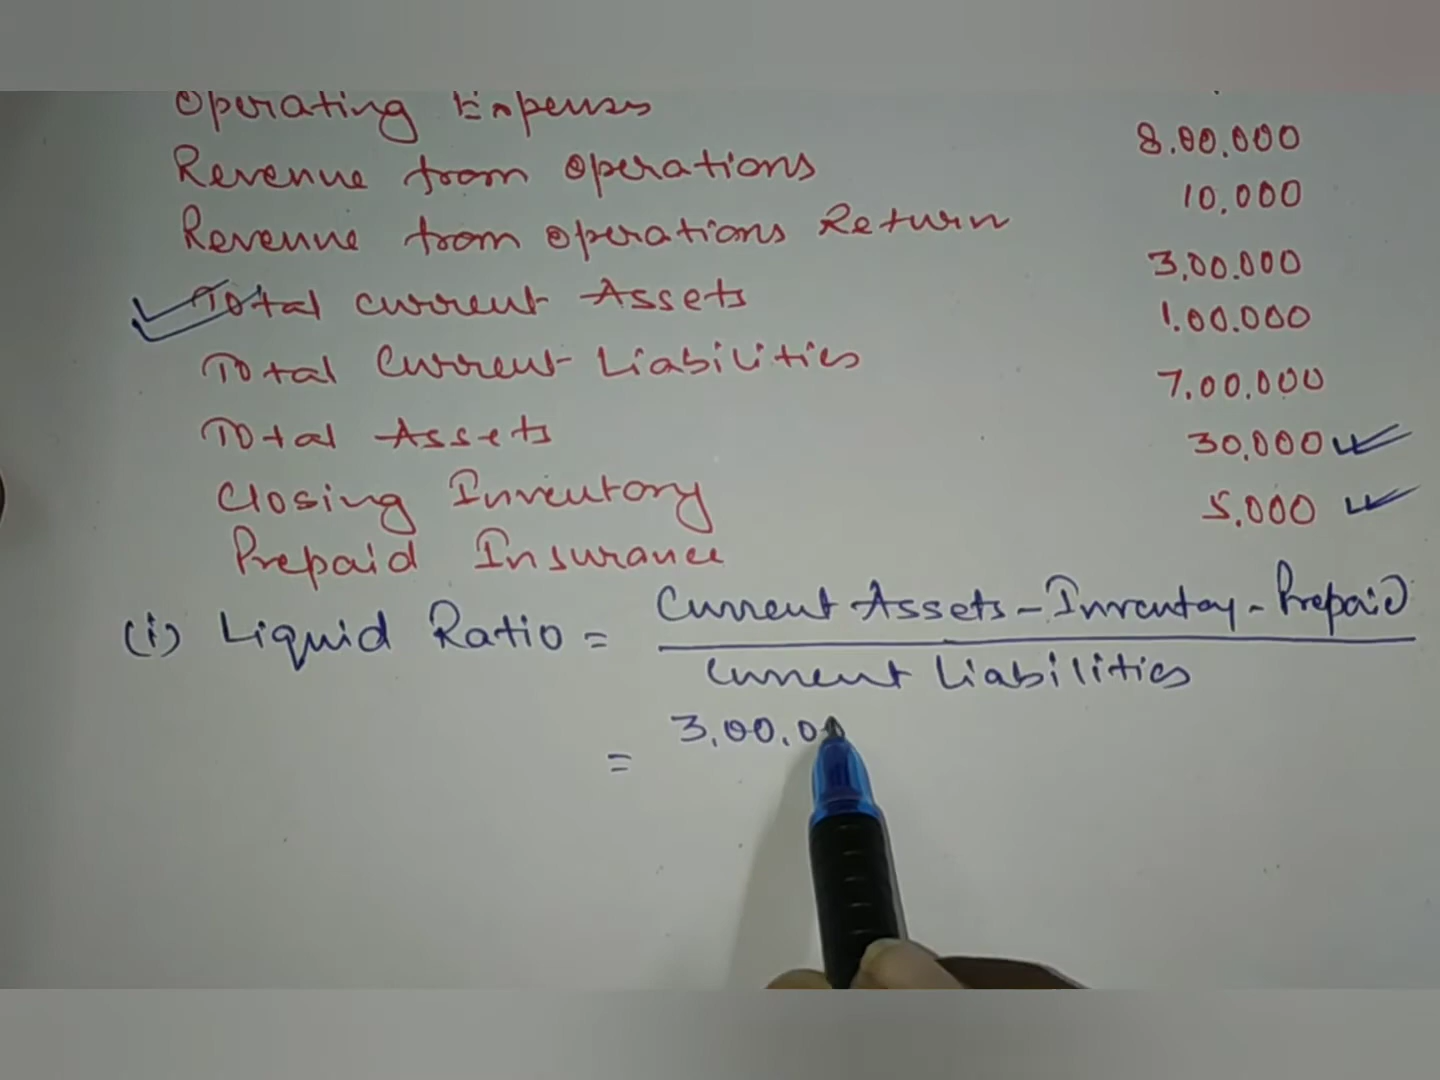 Operating Expenses
Revenue from operations 8,00,000
Revenue from operations Return 10,000
Total current Assets 3,00,000
Total Current Liabilities 1,00,000
Total Assets 7,00,000
Closing Inventory 30,000
Prepaid Insurance 5,000
(i) Liquid Ratio = Current Assets - Inventory - Prepaid
Current Liabilities
= 3,00,00